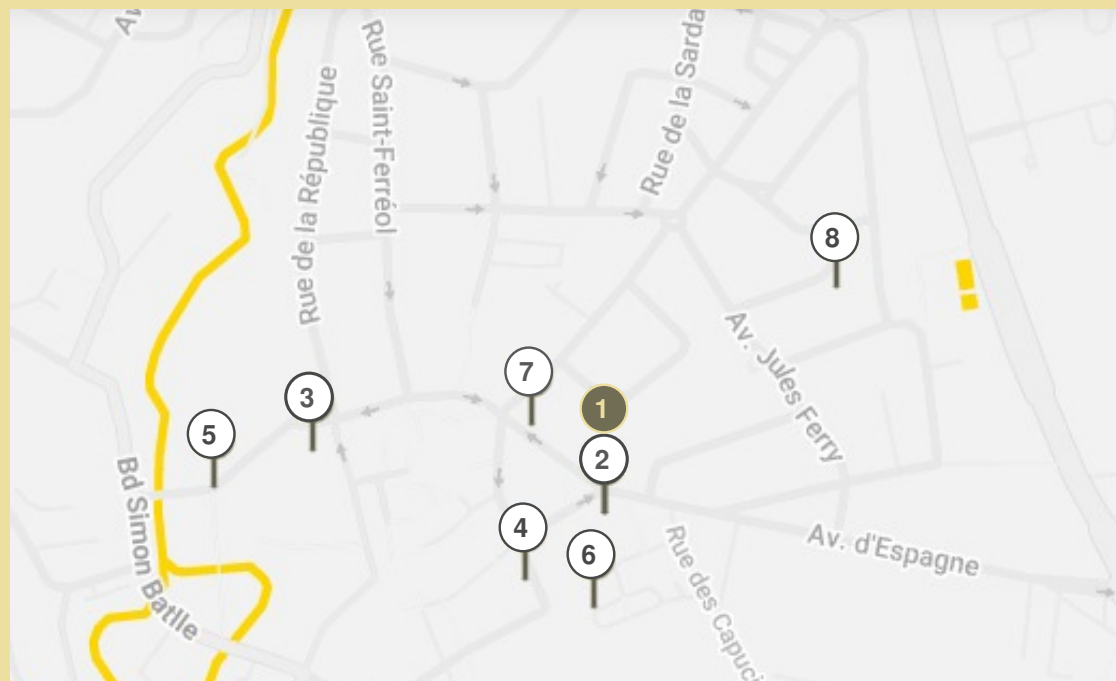 Av
Rue Saint-Ferréol
Rue de la République
Rue de la Sarda
8
7
1
3
5
2
4
6
Av. Jules Ferry
Bd Simon Batlle
Av. d'Espagne
Rue des Capuci